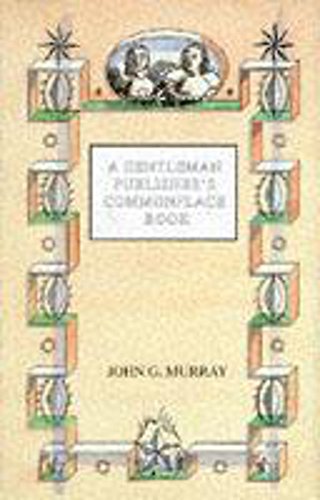 A GENTLEMAN
PUBLISHER'S
COMMONPLACE
BOOK
JOHN G. MURRAY